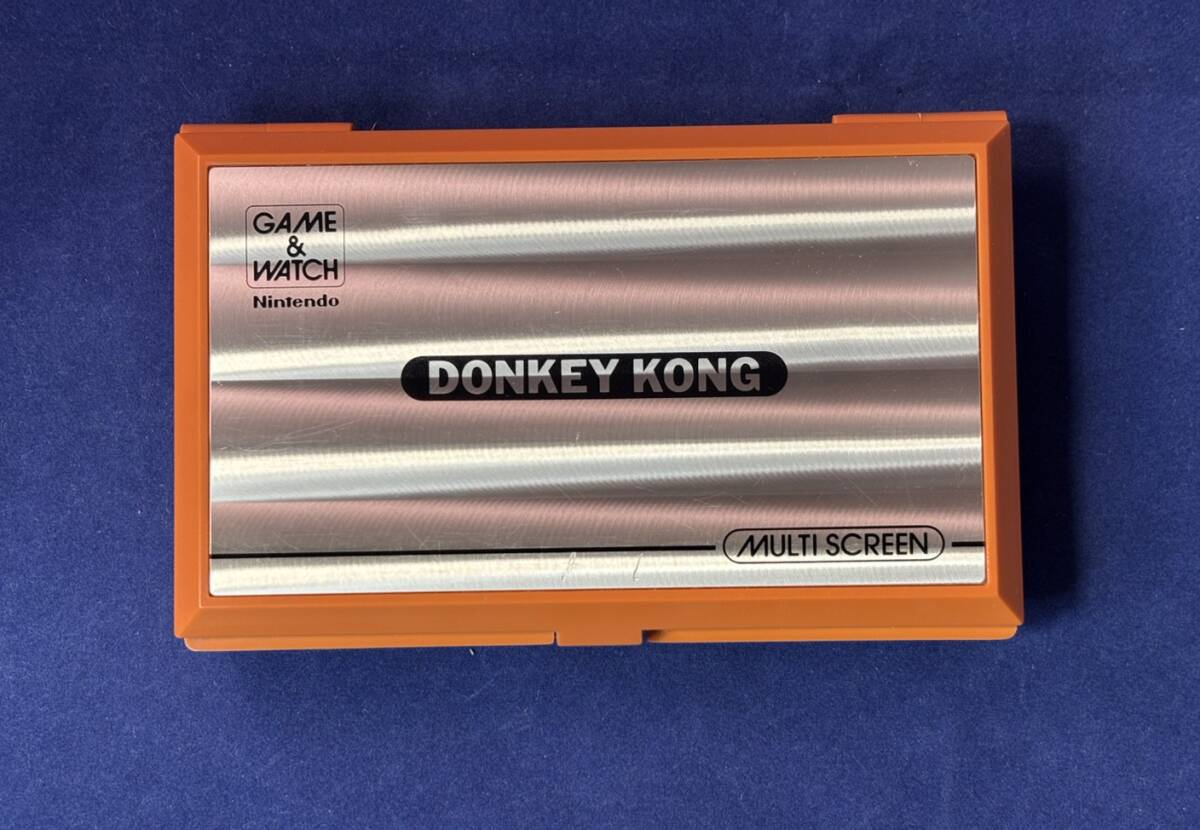 GAME
&
WATCH
Nintendo
DONKEY KONG
MULTI SCREEN